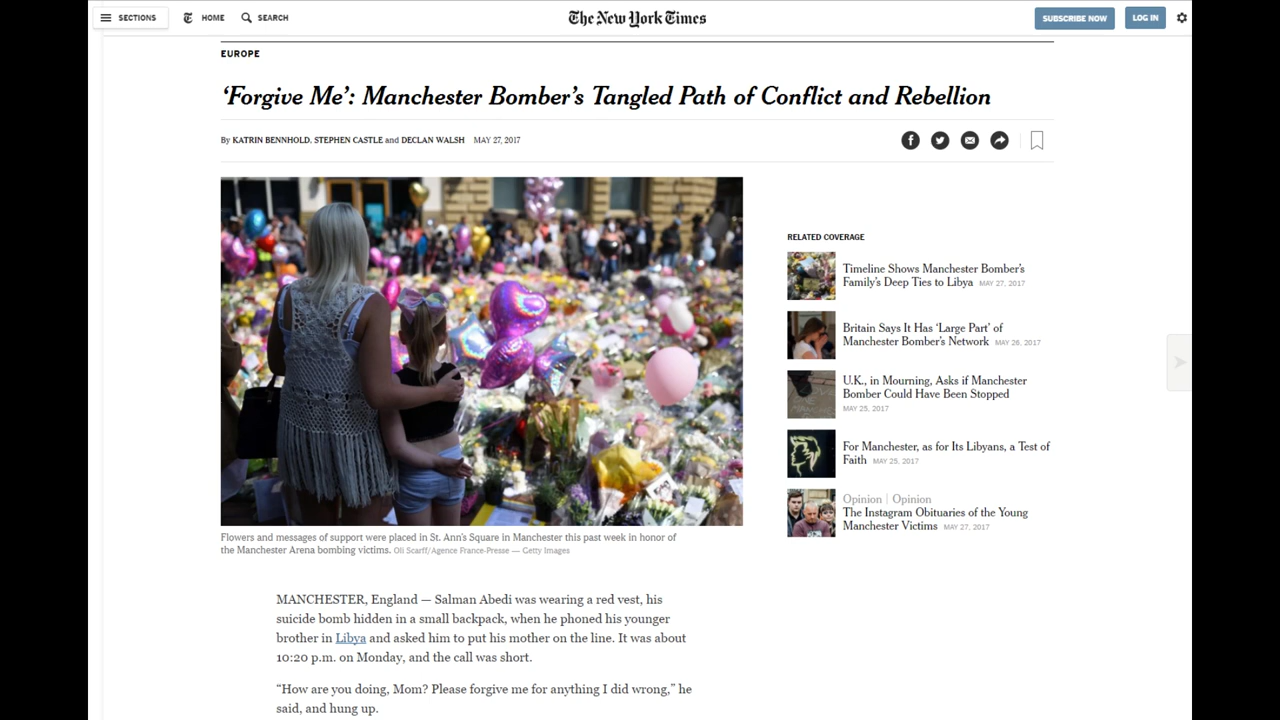 SECTIONS
HOME
SEARCH
The New York Times
SUBSCRIBE NOW
LOG IN
EUROPE
‘Forgive Me’: Manchester Bomber’s Tangled Path of Conflict and Rebellion
By KATRIN BENNHOLD, STEPHEN CASTLE and DECLAN WALSH MAY 27, 2017
RELATED COVERAGE
Timeline Shows Manchester Bomber’s
Family’s Deep Ties to Libya MAY 27, 2017
Britain Says It Has ‘Large Part’ of
Manchester Bomber’s Network MAY 26, 2017
U.K., in Mourning, Asks if Manchester
Bomber Could Have Been Stopped
MAY 25, 2017
For Manchester, as for Its Libyans, a Test of
Faith MAY 25, 2017
Opinion | Opinion
The Instagram Obituaries of the Young
Manchester Victims MAY 27, 2017
Flowers and messages of support were placed in St. Ann’s Square in Manchester this past week in honor of
the Manchester Arena bombing victims. Oli Scarff/Agence France-Presse — Getty Images
MANCHESTER, England — Salman Abedi was wearing a red vest, his
suicide bomb hidden in a small backpack, when he phoned his younger
brother in Libya and asked him to put his mother on the line. It was about
10:20 p.m. on Monday, and the call was short.
“How are you doing, Mom? Please forgive me for anything I did wrong,” he
said, and hung up.